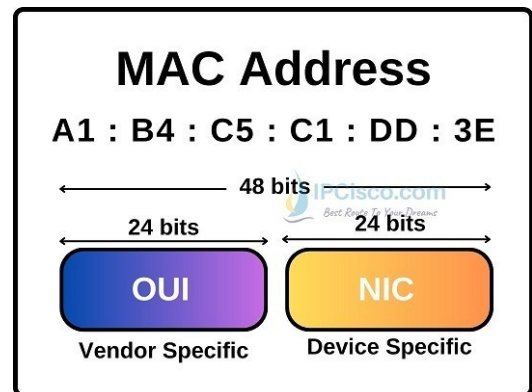 MAC Address
A1 : B4 : C5 : C1 : DD : 3E
48 bits
IPCisco.com
Best Route To Your Dreams
24 bits
24 bits
OUI
NIC
Vendor Specific
Device Specific